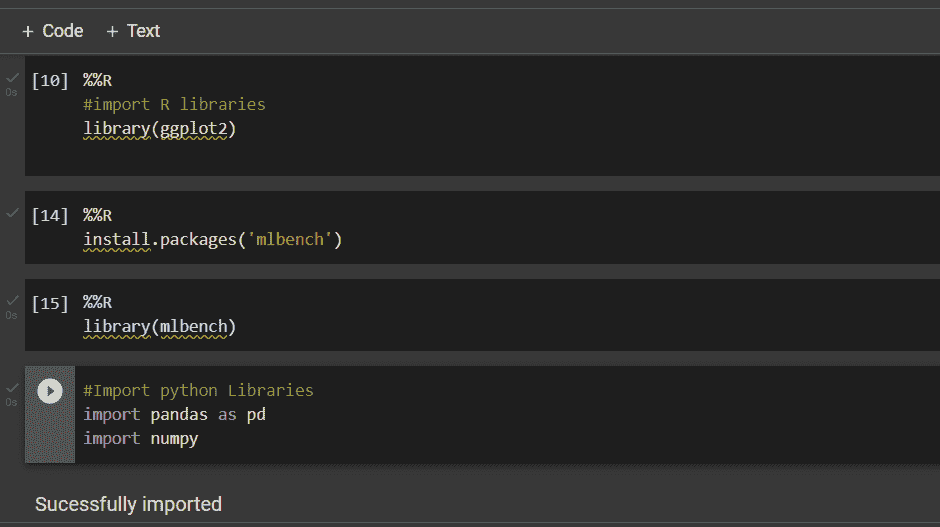 + Code + Text
[10] %%R
0s
#import R libraries
library(ggplot2)
[14] %%R
install.packages('mlbench')
[15] %%R
0s
library(mlbench)
#Import python Libraries
0s
import pandas as pd
import numpy
Sucessfully imported